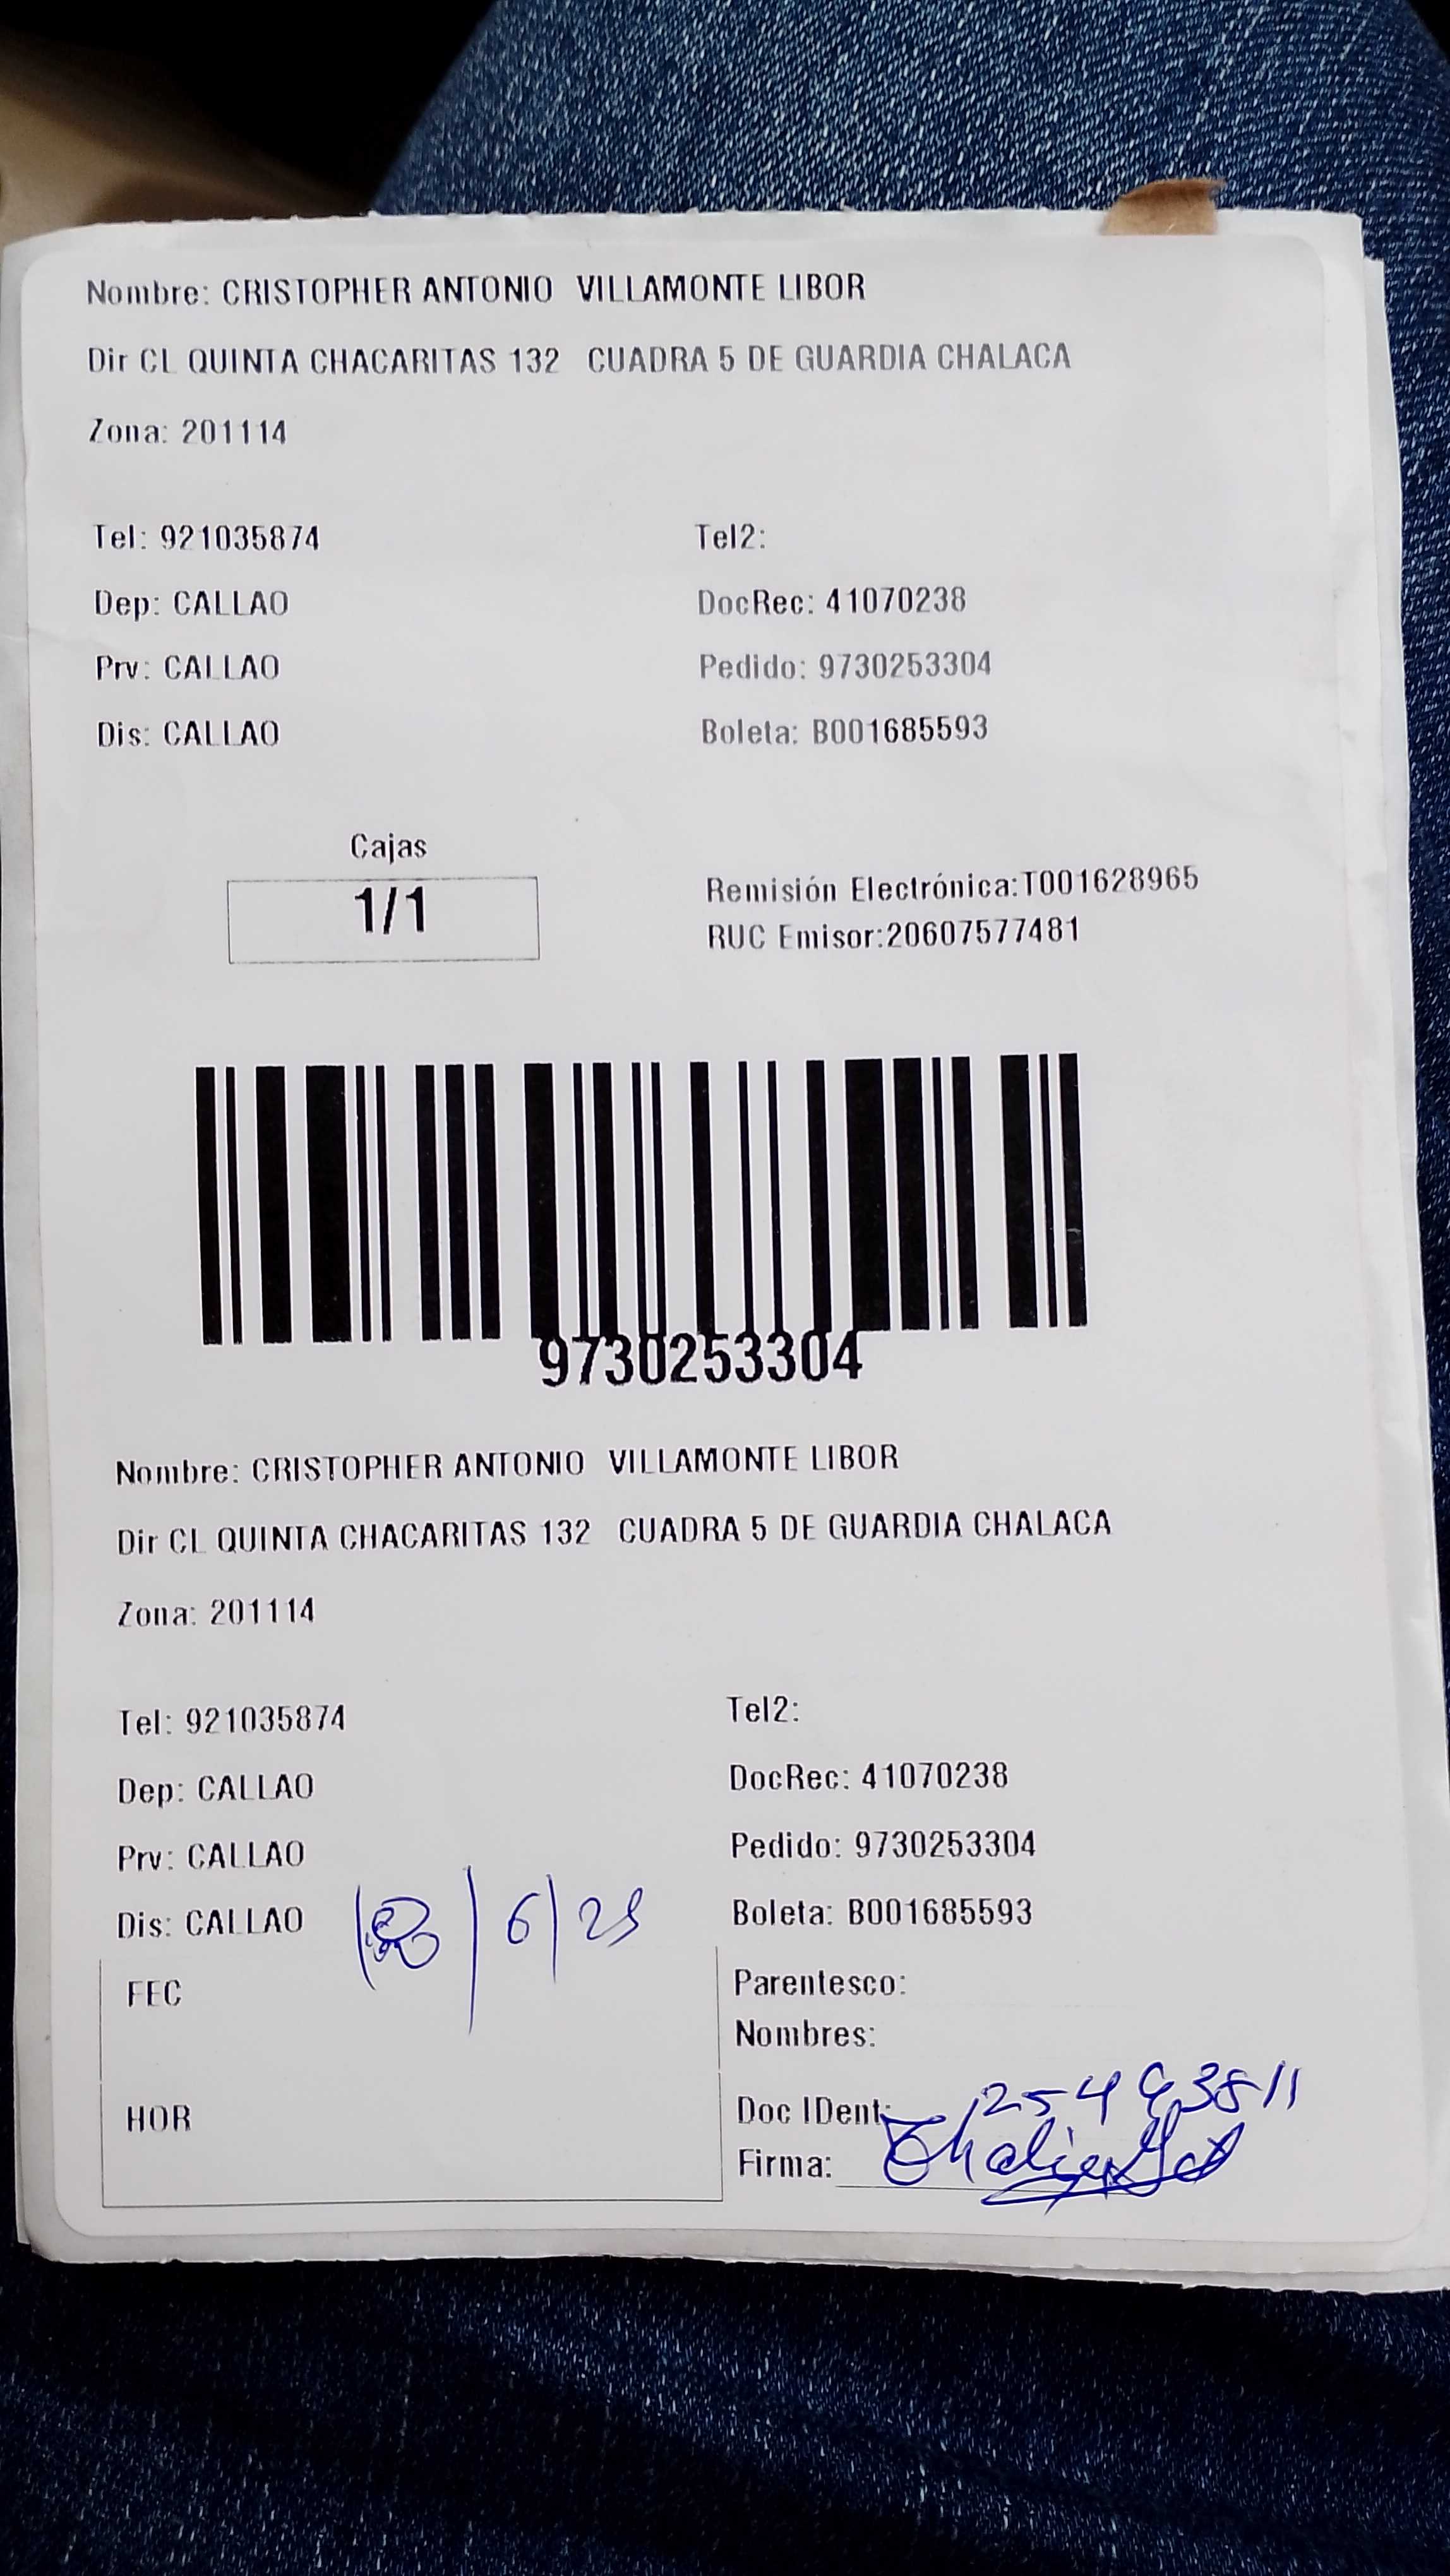 Nombre: CRISTOPHER ANTONIO VILLAMONTE LIBOR
Dir CL QUINTA CHACARITAS 132 CUADRA 5 DE GUARDIA CHALACA
Zona: 201114
Tel: 921035874 Tel2:
Dep: CALLAO DocRec: 41070238
Prv: CALLAO Pedido: 9730253304
Dis: CALLAO Boleta: B001685593
Cajas
1/1
Remisión Electrónica:T001628965
RUC Emisor:20607577481
9730253304
Nombre: CRISTOPHER ANTONIO VILLAMONTE LIBOR
Dir CL QUINTA CHACARITAS 132 CUADRA 5 DE GUARDIA CHALACA
Zona: 201114
Tel: 921035874 Tel2:
Dep: CALLAO DocRec: 41070238
Prv: CALLAO Pedido: 9730253304
Dis: CALLAO Boleta: B001685593
FEC Parentesco:
Nombres:
HOR Doc IDent:
Firma: